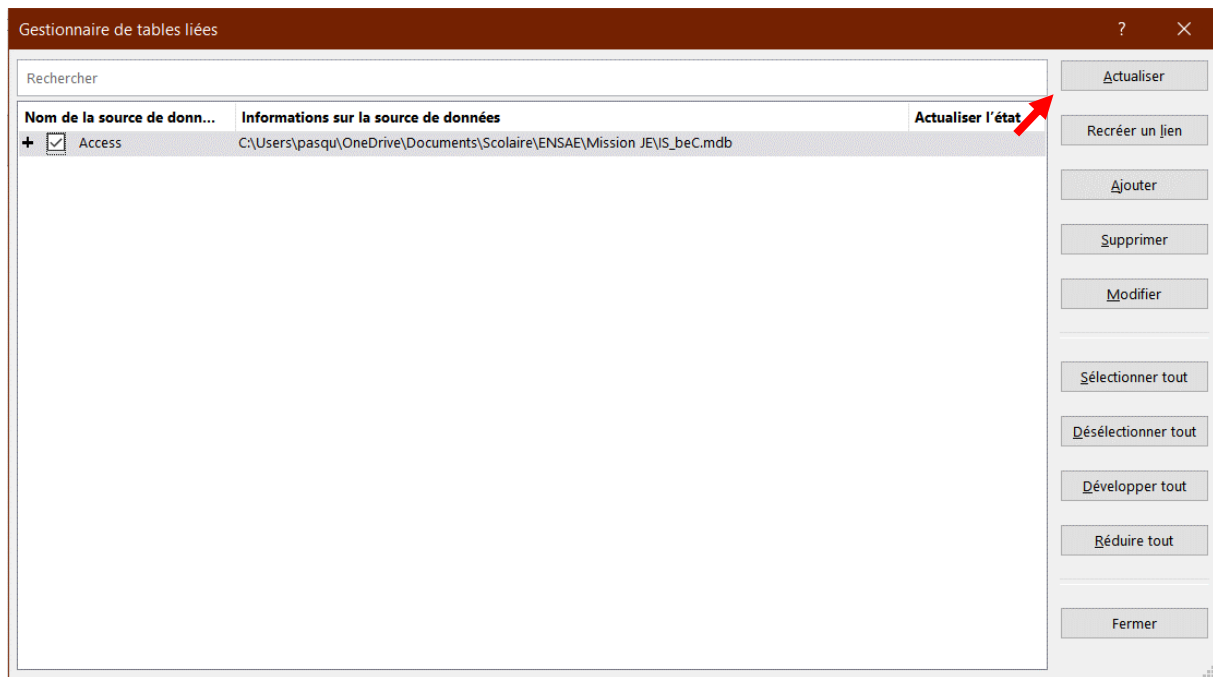 Gestionnaire de tables liées ? ×
Rechercher
Actualiser
Nom de la source de donn... Informations sur la source de données Actualiser l'état
+ Access C:\Users\pasqu\OneDrive\Documents\Scolaire\ENSAE\Mission JE\IS_beC.mdb
Recréer un lien
Ajouter
Supprimer
Modifier
Sélectionner tout
Désélectionner tout
Développer tout
Réduire tout
Fermer